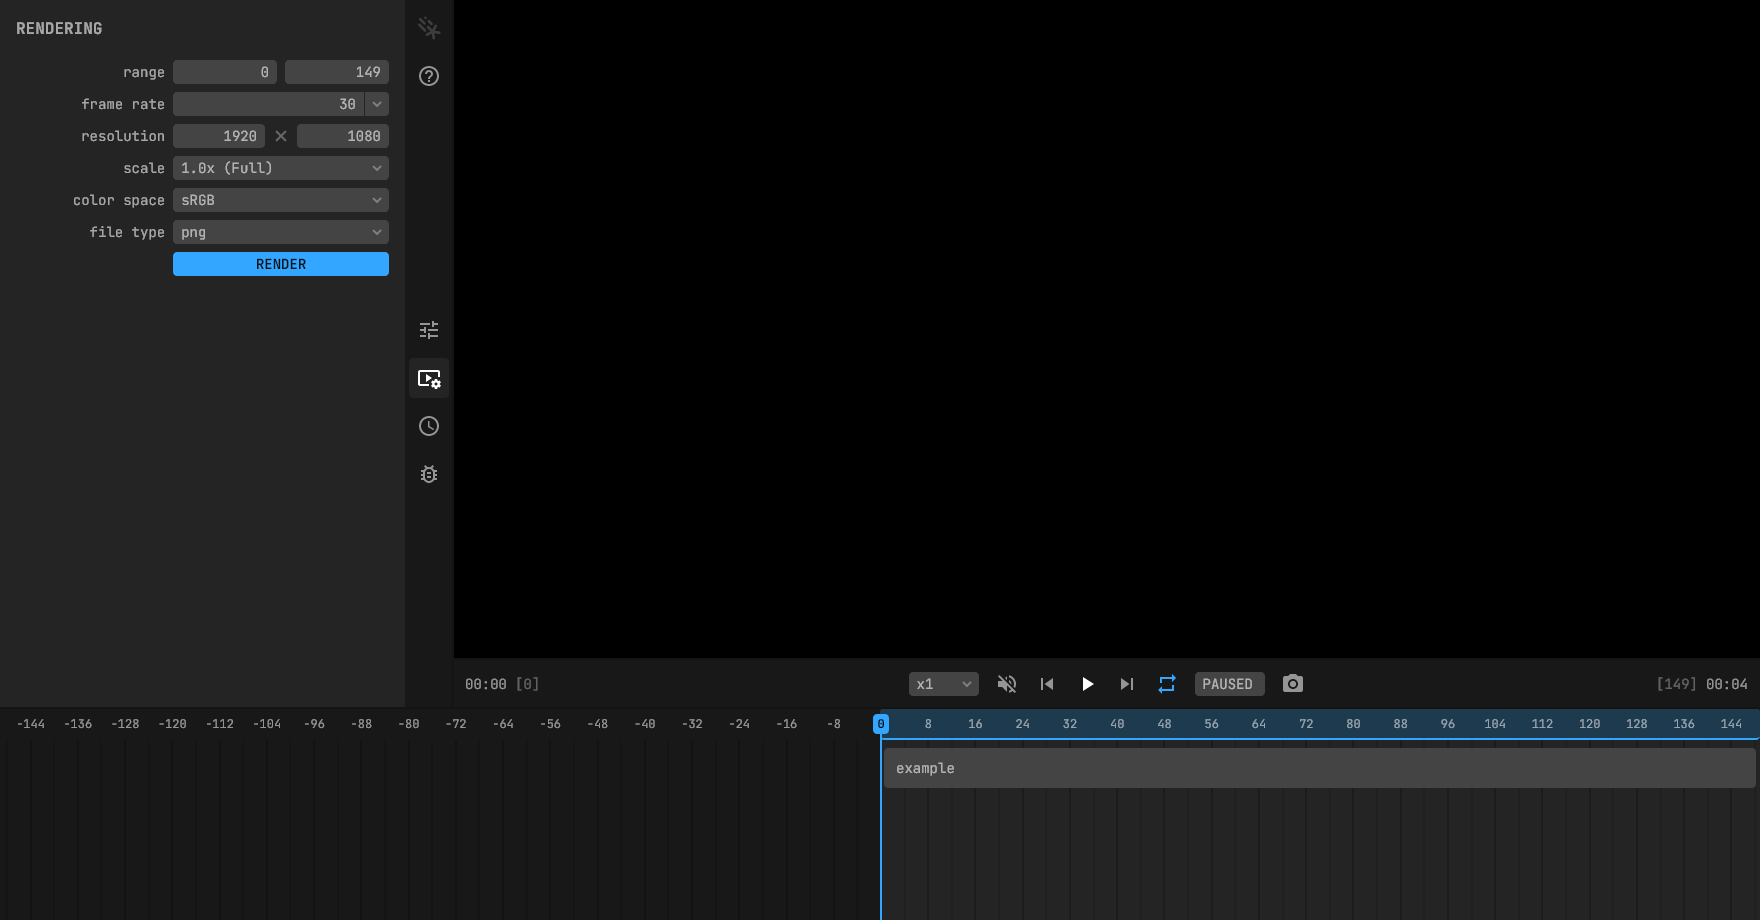 RENDERING
range 0 149
frame rate 30
resolution 1920 1080
scale 1.0x (Full)
color space sRGB
file type png
RENDER
00:00 [0] x1 PAUSED [149] 00:04
-144 -136 -128 -120 -112 -104 -96 -88 -80 -72 -64 -56 -48 -40 -32 -24 -16 -8 0 8 16 24 32 40 48 56 64 72 80 88 96 104 112 120 128 136 144
example